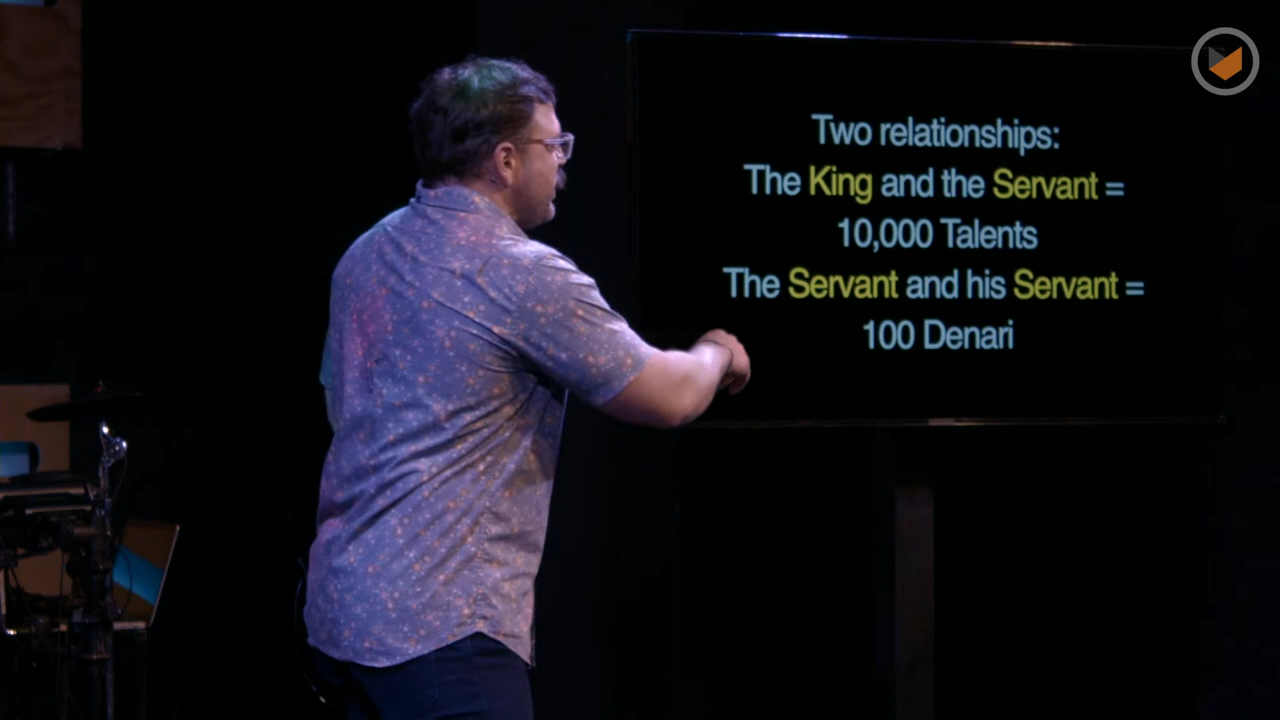 Two relationships:
The King and the Servant =
10,000 Talents
The Servant and his Servant =
100 Denari